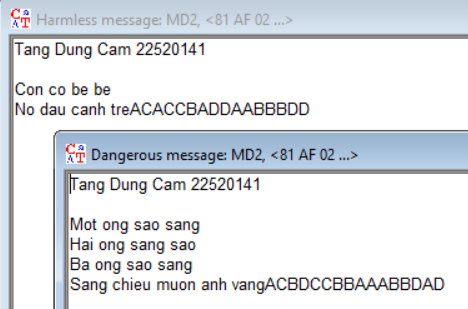 Harmless message: MD2, <81 AF 02 ...>
Tang Dung Cam 22520141
Con co be be
No dau canh treACACCBADDAABBBDD
Dangerous message: MD2, <81 AF 02 ...>
Tang Dung Cam 22520141
Mot ong sao sang
Hai ong sang sao
Ba ong sao sang
Sang chieu muon anh vangACBDCCBBAAABBDAD